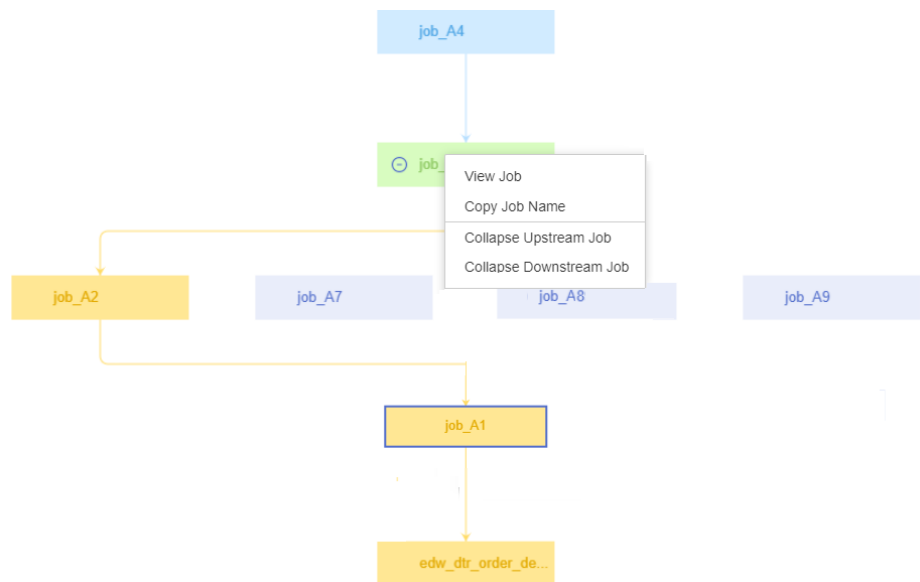 job_A4
job_
View Job
Copy Job Name
Collapse Upstream Job
Collapse Downstream Job
job_A2
job_A7
job_A8
job_A9
job_A1
edw_dtr_order_de...